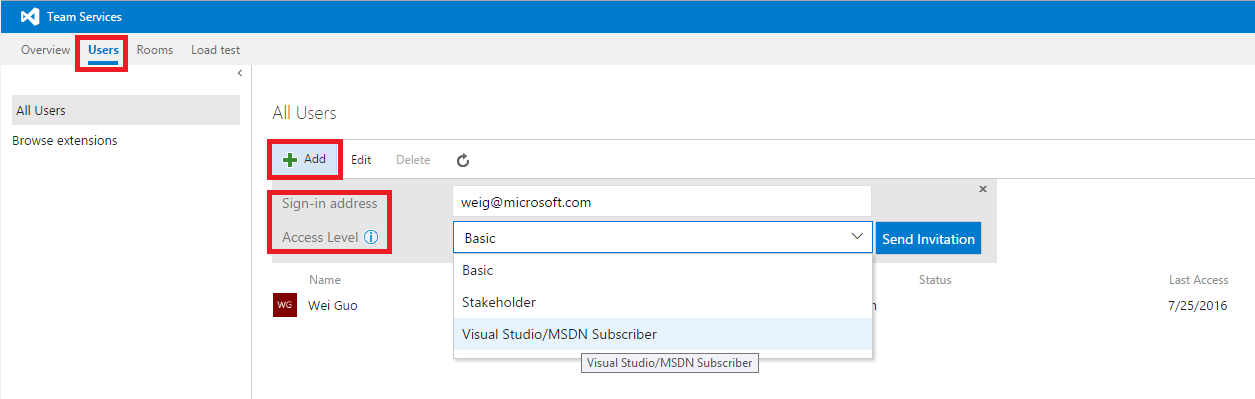 Team Services
Overview Users Rooms Load test
All Users
Browse extensions
All Users
Add Edit Delete
Sign-in address weig@microsoft.com
Access Level Basic Send Invitation
Basic
Stakeholder
Visual Studio/MSDN Subscriber
Visual Studio/MSDN Subscriber
Name Status Last Access
WG Wei Guo 7/25/2016